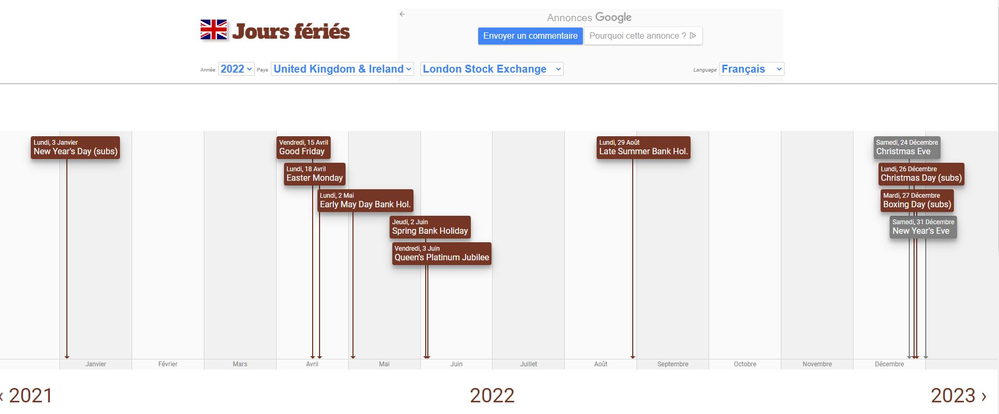 Jours fériés
Annonces Google
Envoyer un commentaire
Pourquoi cette annonce ?
Année 2022 Pays United Kingdom & Ireland London Stock Exchange Language Français
Lundi, 3 Janvier
New Year's Day (subs)
Vendredi, 15 Avril
Good Friday
Lundi, 18 Avril
Easter Monday
Lundi, 2 Mai
Early May Day Bank Hol.
Jeudi, 2 Juin
Spring Bank Holiday
Vendredi, 3 Juin
Queen's Platinum Jubilee
Lundi, 29 Août
Late Summer Bank Hol.
Samedi, 24 Décembre
Christmas Eve
Lundi, 26 Décembre
Christmas Day (subs)
Mardi, 27 Décembre
Boxing Day (subs)
Samedi, 31 Décembre
New Year's Eve
Janvier Février Mars Avril Mai Juin Juillet Août Septembre Octobre Novembre Décembre
‹ 2021 2022 2023 ›